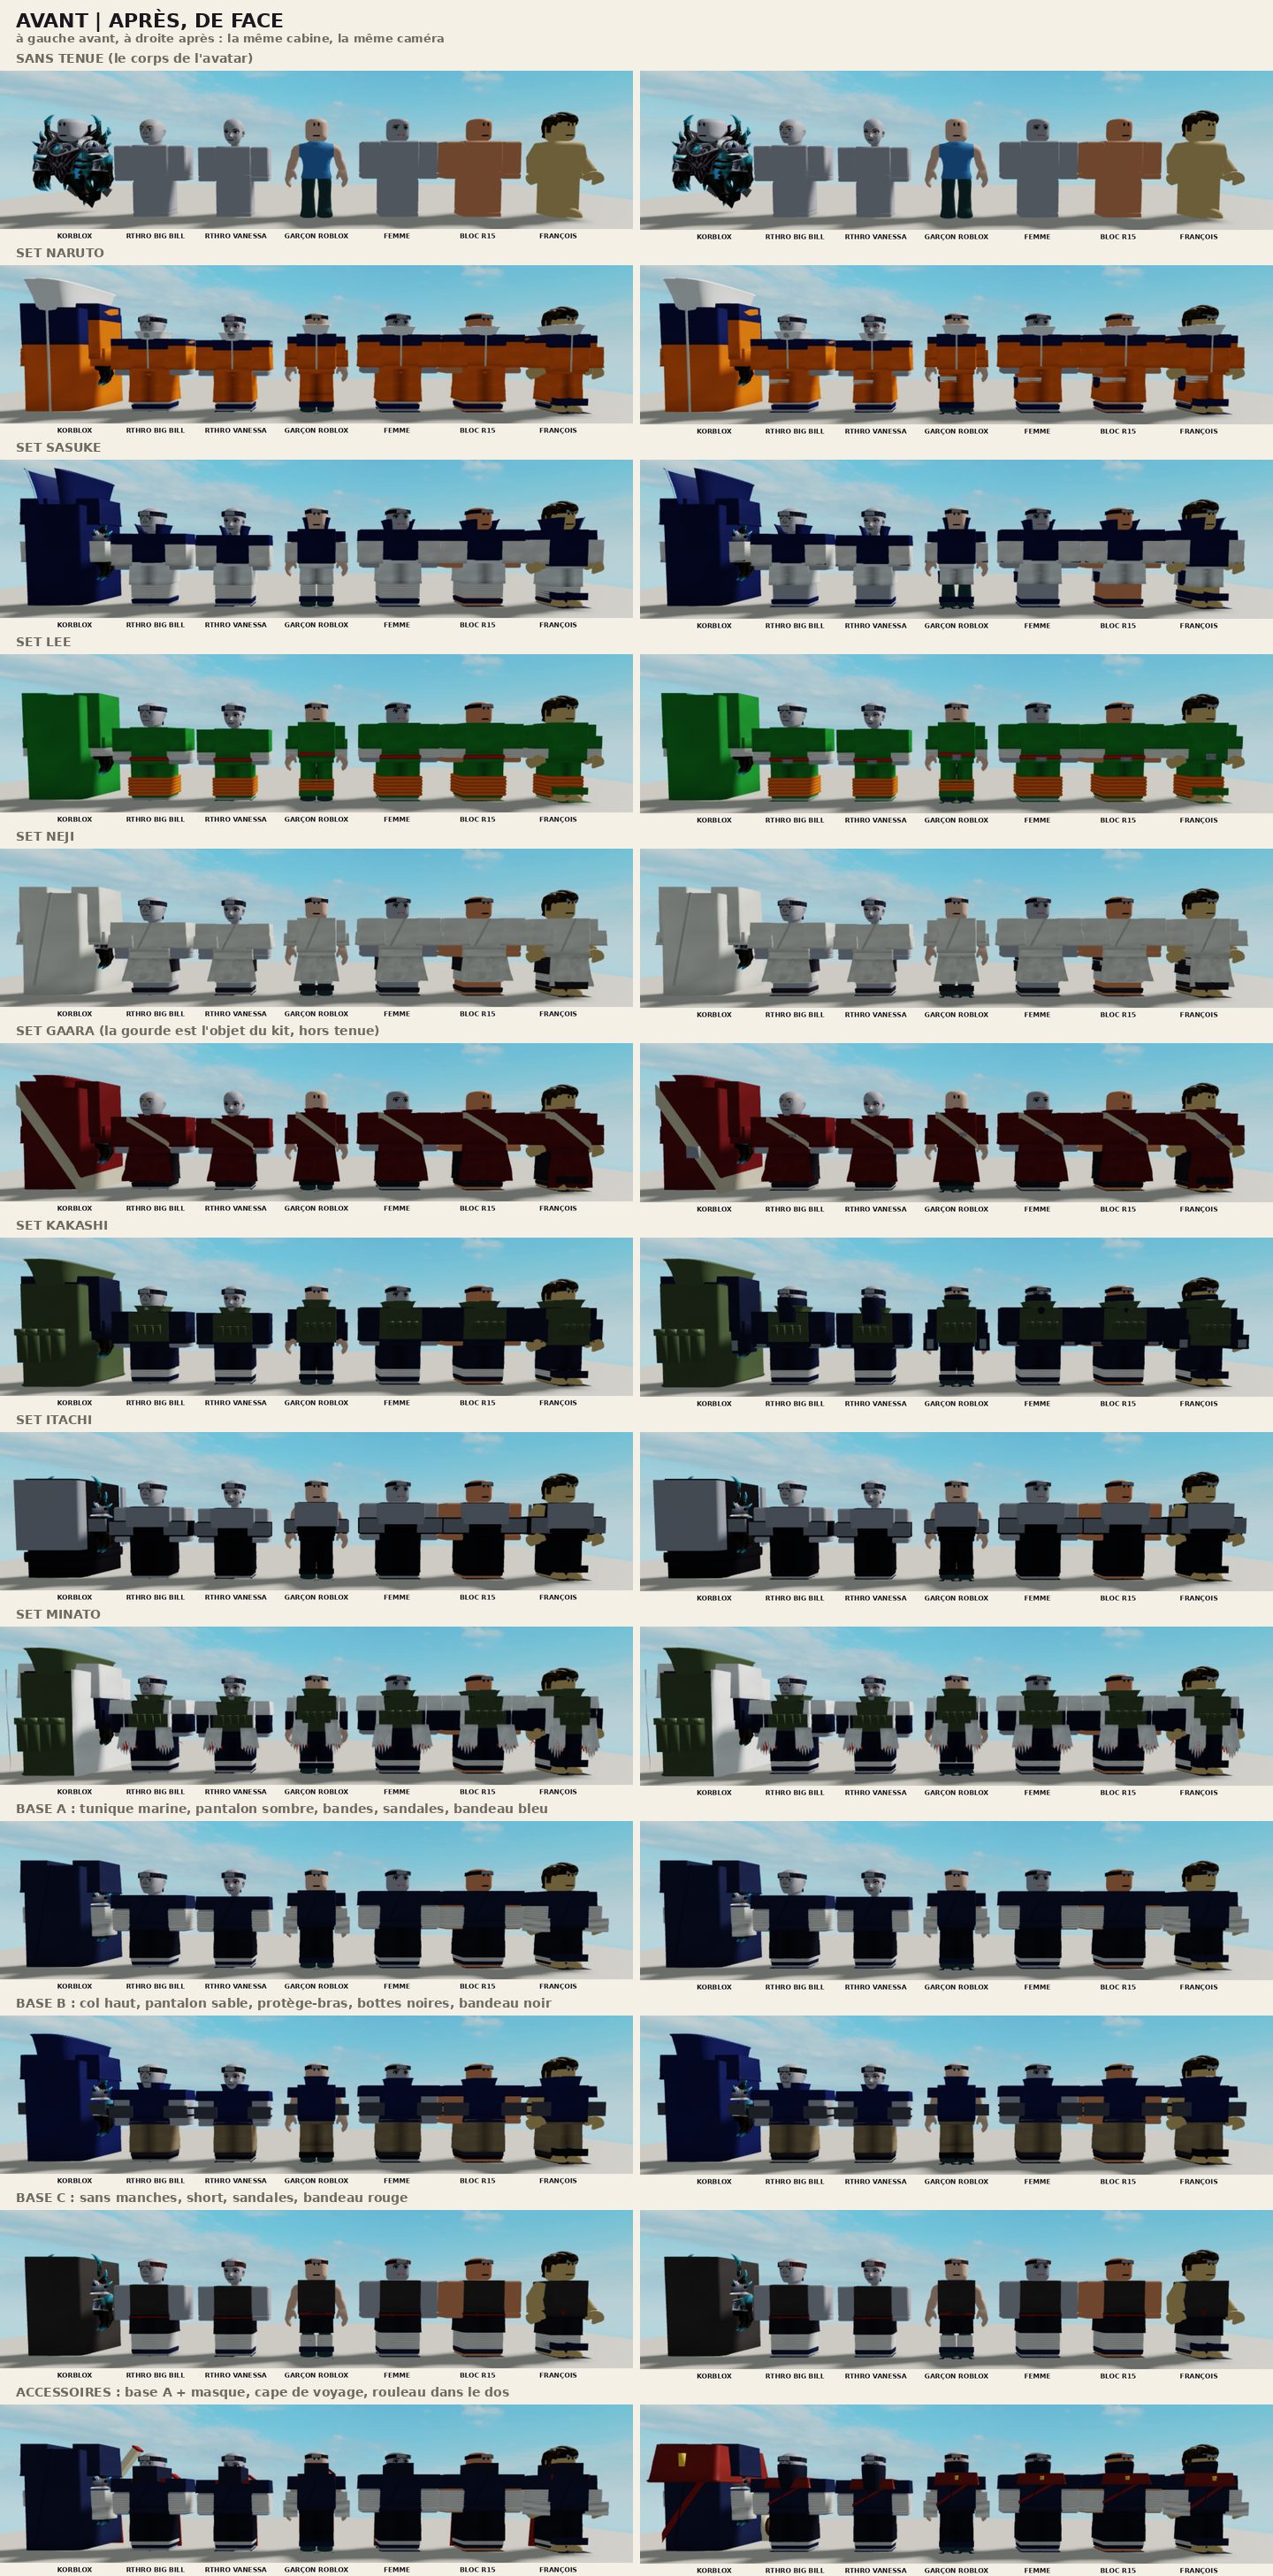 AVANT | APRÈS, DE FACE
à gauche avant, à droite après : la même cabine, la même caméra
SANS TENUE (le corps de l'avatar)
KORBLOX RTHRO BIG BILL RTHRO VANESSA GARÇON ROBLOX FEMME BLOC R15 FRANÇOIS KORBLOX RTHRO BIG BILL RTHRO VANESSA GARÇON ROBLOX FEMME BLOC R15 FRANÇOIS
SET NARUTO
KORBLOX RTHRO BIG BILL RTHRO VANESSA GARÇON ROBLOX FEMME BLOC R15 FRANÇOIS KORBLOX RTHRO BIG BILL RTHRO VANESSA GARÇON ROBLOX FEMME BLOC R15 FRANÇOIS
SET SASUKE
KORBLOX RTHRO BIG BILL RTHRO VANESSA GARÇON ROBLOX FEMME BLOC R15 FRANÇOIS KORBLOX RTHRO BIG BILL RTHRO VANESSA GARÇON ROBLOX FEMME BLOC R15 FRANÇOIS
SET LEE
KORBLOX RTHRO BIG BILL RTHRO VANESSA GARÇON ROBLOX FEMME BLOC R15 FRANÇOIS KORBLOX RTHRO BIG BILL RTHRO VANESSA GARÇON ROBLOX FEMME BLOC R15 FRANÇOIS
SET NEJI
KORBLOX RTHRO BIG BILL RTHRO VANESSA GARÇON ROBLOX FEMME BLOC R15 FRANÇOIS KORBLOX RTHRO BIG BILL RTHRO VANESSA GARÇON ROBLOX FEMME BLOC R15 FRANÇOIS
SET GAARA (la gourde est l'objet du kit, hors tenue)
KORBLOX RTHRO BIG BILL RTHRO VANESSA GARÇON ROBLOX FEMME BLOC R15 FRANÇOIS KORBLOX RTHRO BIG BILL RTHRO VANESSA GARÇON ROBLOX FEMME BLOC R15 FRANÇOIS
SET KAKASHI
KORBLOX RTHRO BIG BILL RTHRO VANESSA GARÇON ROBLOX FEMME BLOC R15 FRANÇOIS KORBLOX RTHRO BIG BILL RTHRO VANESSA GARÇON ROBLOX FEMME BLOC R15 FRANÇOIS
SET ITACHI
KORBLOX RTHRO BIG BILL RTHRO VANESSA GARÇON ROBLOX FEMME BLOC R15 FRANÇOIS KORBLOX RTHRO BIG BILL RTHRO VANESSA GARÇON ROBLOX FEMME BLOC R15 FRANÇOIS
SET MINATO
KORBLOX RTHRO BIG BILL RTHRO VANESSA GARÇON ROBLOX FEMME BLOC R15 FRANÇOIS KORBLOX RTHRO BIG BILL RTHRO VANESSA GARÇON ROBLOX FEMME BLOC R15 FRANÇOIS
BASE A : tunique marine, pantalon sombre, bandes, sandales, bandeau bleu
KORBLOX RTHRO BIG BILL RTHRO VANESSA GARÇON ROBLOX FEMME BLOC R15 FRANÇOIS KORBLOX RTHRO BIG BILL RTHRO VANESSA GARÇON ROBLOX FEMME BLOC R15 FRANÇOIS
BASE B : col haut, pantalon sable, protège-bras, bottes noires, bandeau noir
KORBLOX RTHRO BIG BILL RTHRO VANESSA GARÇON ROBLOX FEMME BLOC R15 FRANÇOIS KORBLOX RTHRO BIG BILL RTHRO VANESSA GARÇON ROBLOX FEMME BLOC R15 FRANÇOIS
BASE C : sans manches, short, sandales, bandeau rouge
KORBLOX RTHRO BIG BILL RTHRO VANESSA GARÇON ROBLOX FEMME BLOC R15 FRANÇOIS KORBLOX RTHRO BIG BILL RTHRO VANESSA GARÇON ROBLOX FEMME BLOC R15 FRANÇOIS
ACCESSOIRES : base A + masque, cape de voyage, rouleau dans le dos
KORBLOX RTHRO BIG BILL RTHRO VANESSA GARÇON ROBLOX FEMME BLOC R15 FRANÇOIS KORBLOX RTHRO BIG BILL RTHRO VANESSA GARÇON ROBLOX FEMME BLOC R15 FRANÇOIS